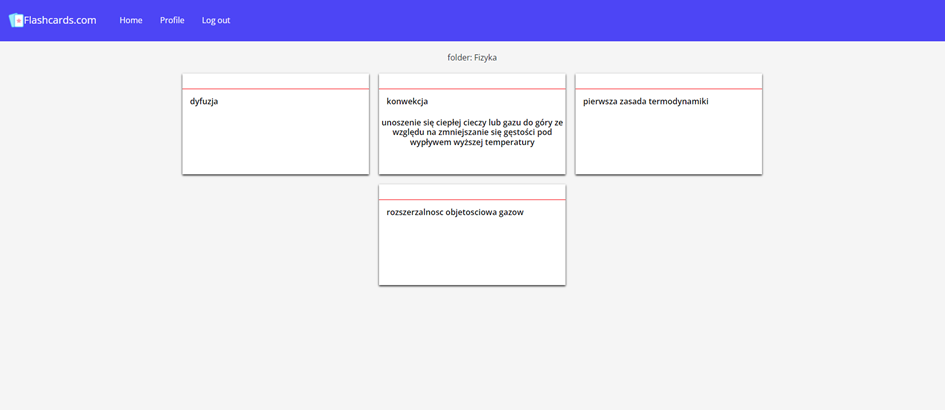 Flashcards.com Home Profile Log out
folder: Fizyka
dyfuzja
konwekcja
unoszenie się ciepłej cieczy lub gazu do góry ze
względu na zmniejszanie się gęstości pod
wypływem wyższej temperatury
pierwsza zasada termodynamiki
rozszerzalnosc objetosciowa gazow